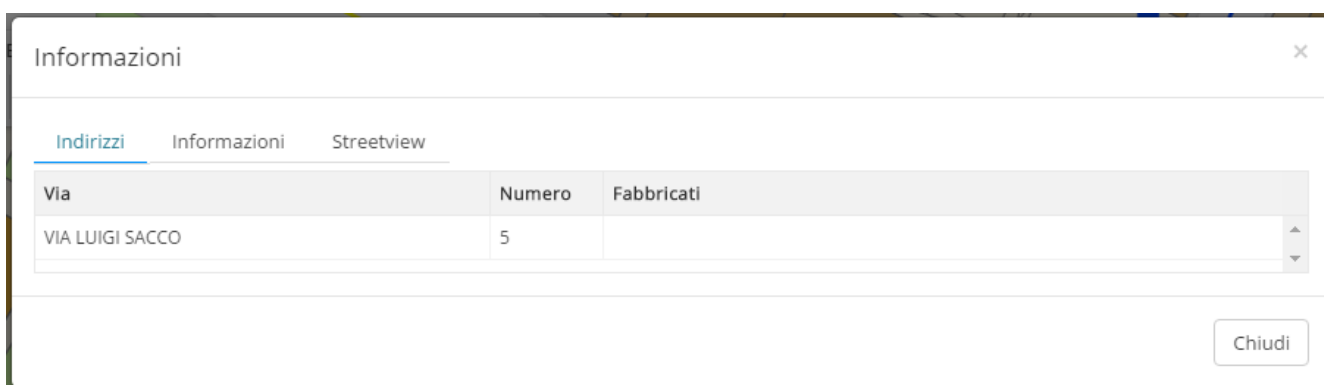 Informazioni ×
Indirizzi Informazioni Streetview
Via Numero Fabbricati
VIA LUIGI SACCO 5
Chiudi